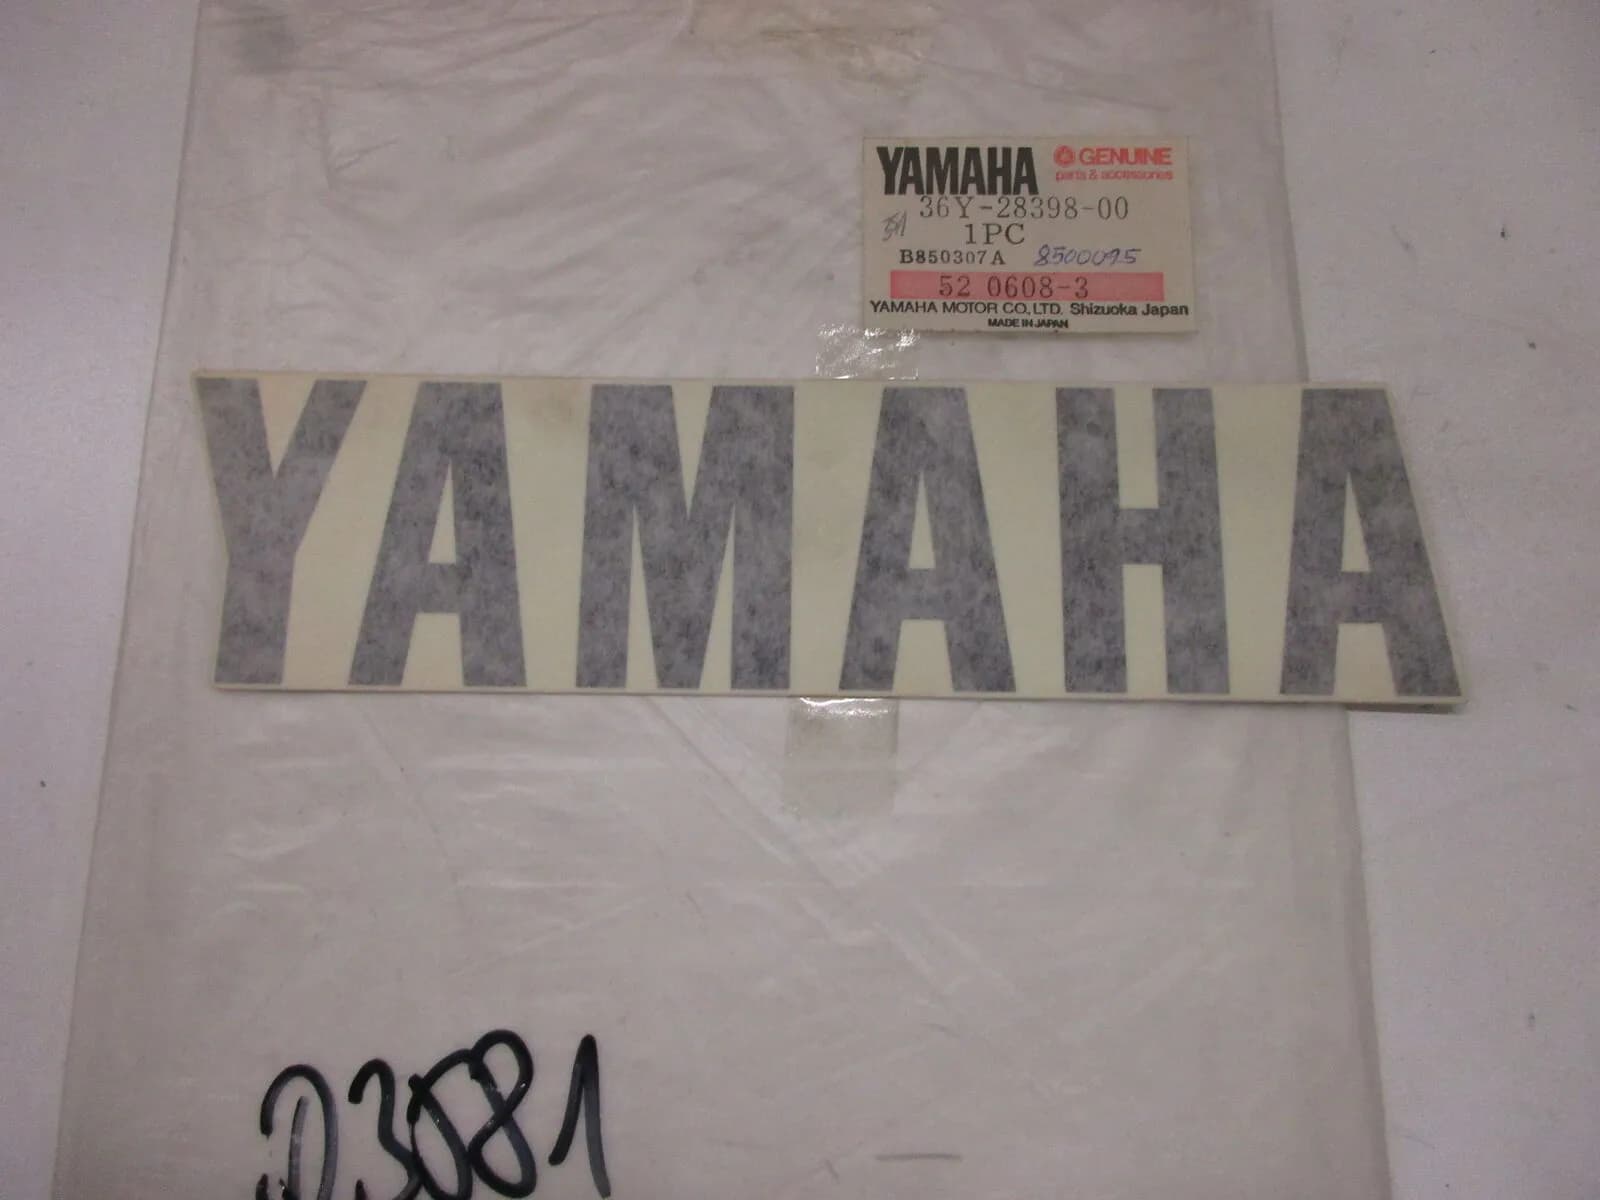 YAMAHA GENUINE
parts & accessories
36Y-28398-00
1PC
B850307A 8500095
52 0608-3
YAMAHA MOTOR CO.,LTD. Shizuoka Japan
MADE IN JAPAN
YAMAHA
D3081